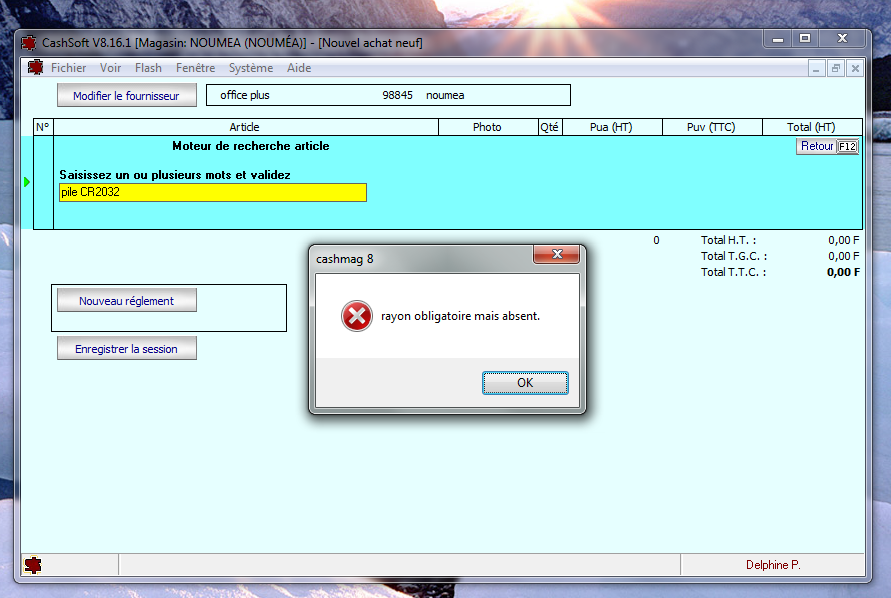 CashSoft V8.16.1 [Magasin: NOUMEA (NOUMÉA)] - [Nouvel achat neuf]
Fichier Voir Flash Fenêtre Système Aide
Modifier le fournisseur
office plus 98845 noumea
N° Article Photo Qté Pua (HT) Puv (TTC) Total (HT)
Moteur de recherche article
Retour F12
Saisissez un ou plusieurs mots et validez
pile CR2032
0 Total H.T. : 0,00 F
Total T.G.C. : 0,00 F
Total T.T.C. : 0,00 F
cashmag 8
rayon obligatoire mais absent.
OK
Nouveau réglement
Enregistrer la session
Delphine P.